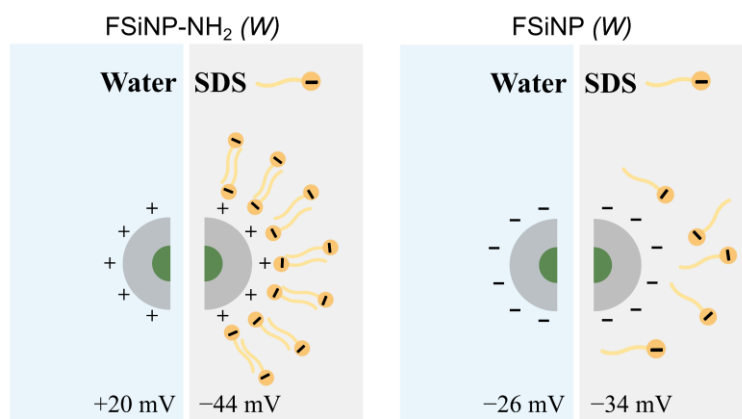 FSiNP-NH₂ (W)
Water SDS
+20 mV −44 mV
FSiNP (W)
Water SDS
−26 mV −34 mV